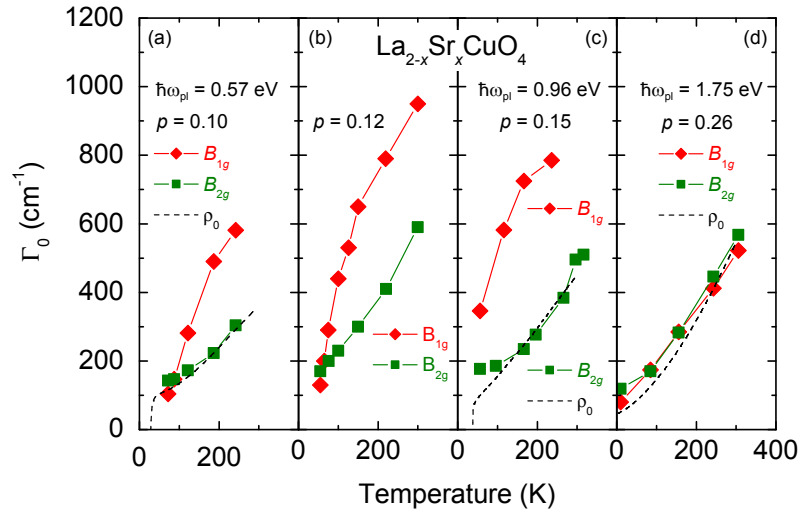 La2-xSrxCuO4
Γ0 (cm-1)
1200
1000
800
600
400
200
0
(a)
ħωpl = 0.57 eV
p = 0.10
B1g
B2g
ρ0
(b)
p = 0.12
B1g
B2g
(c)
ħωpl = 0.96 eV
p = 0.15
B1g
B2g
ρ0
(d)
ħωpl = 1.75 eV
p = 0.26
B1g
B2g
ρ0
0 200 0 200 0 200 0 200 400
Temperature (K)